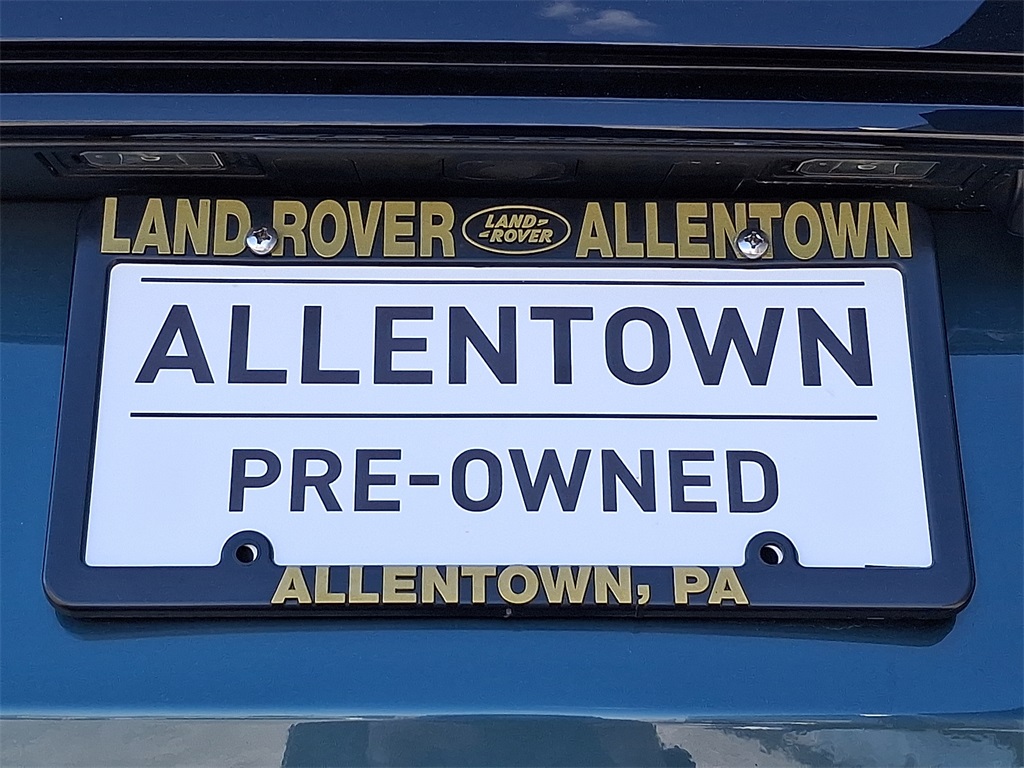 LAND ROVER LAND-ROVER ALLENTOWN
ALLENTOWN
PRE-OWNED
ALLENTOWN, PA